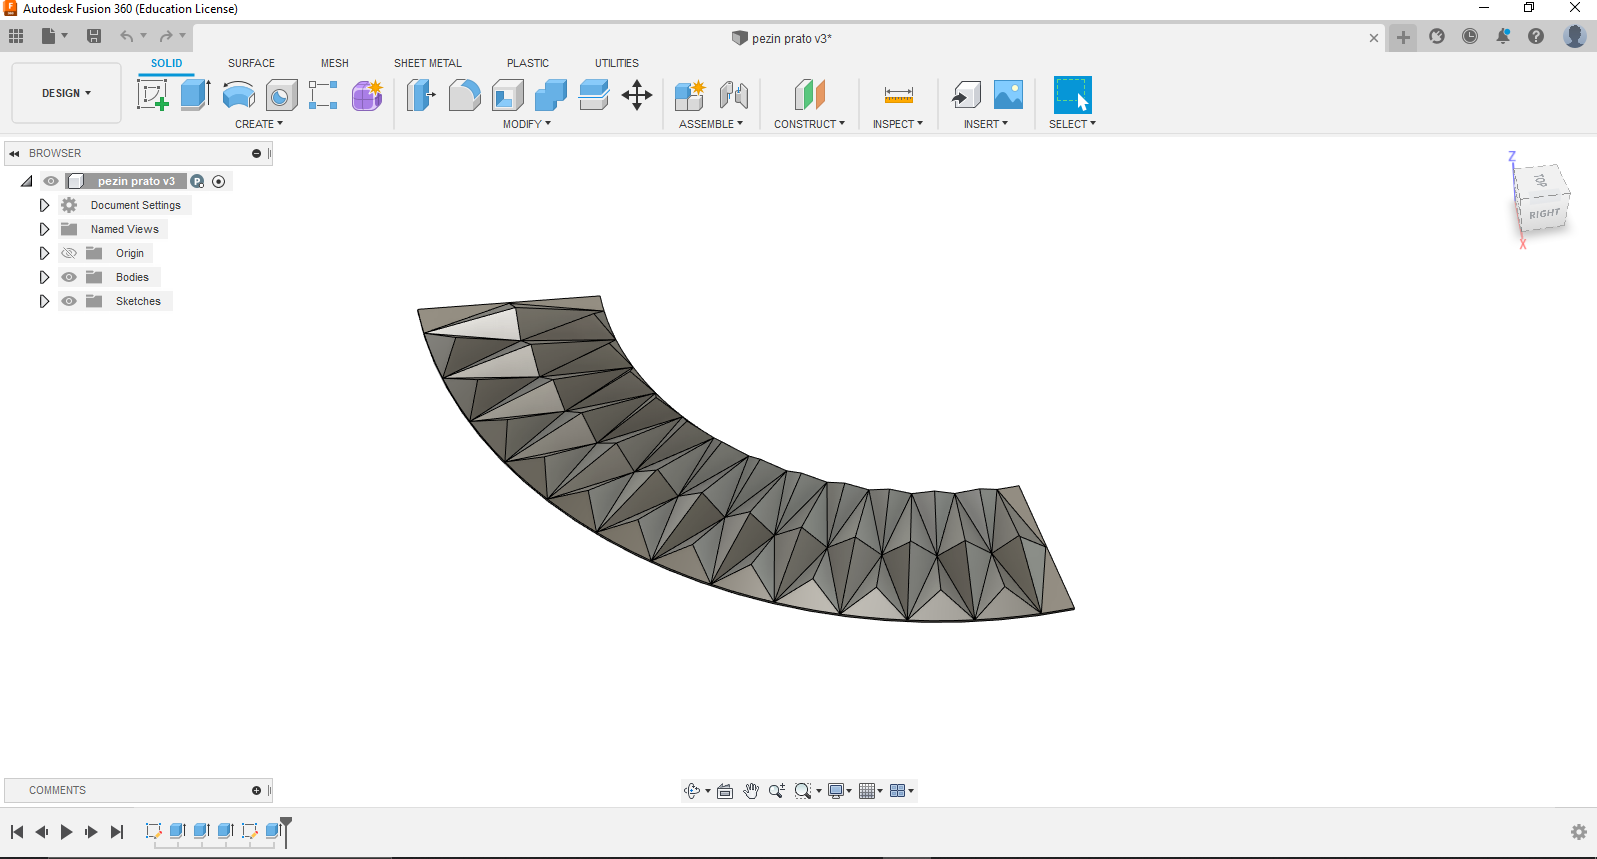 Autodesk Fusion 360 (Education License)
pezin prato v3*
DESIGN
SOLID SURFACE MESH SHEET METAL PLASTIC UTILITIES
CREATE MODIFY ASSEMBLE CONSTRUCT INSPECT INSERT SELECT
BROWSER
pezin prato v3
Document Settings
Named Views
Origin
Bodies
Sketches
Z
TOP
RIGHT
X
COMMENTS